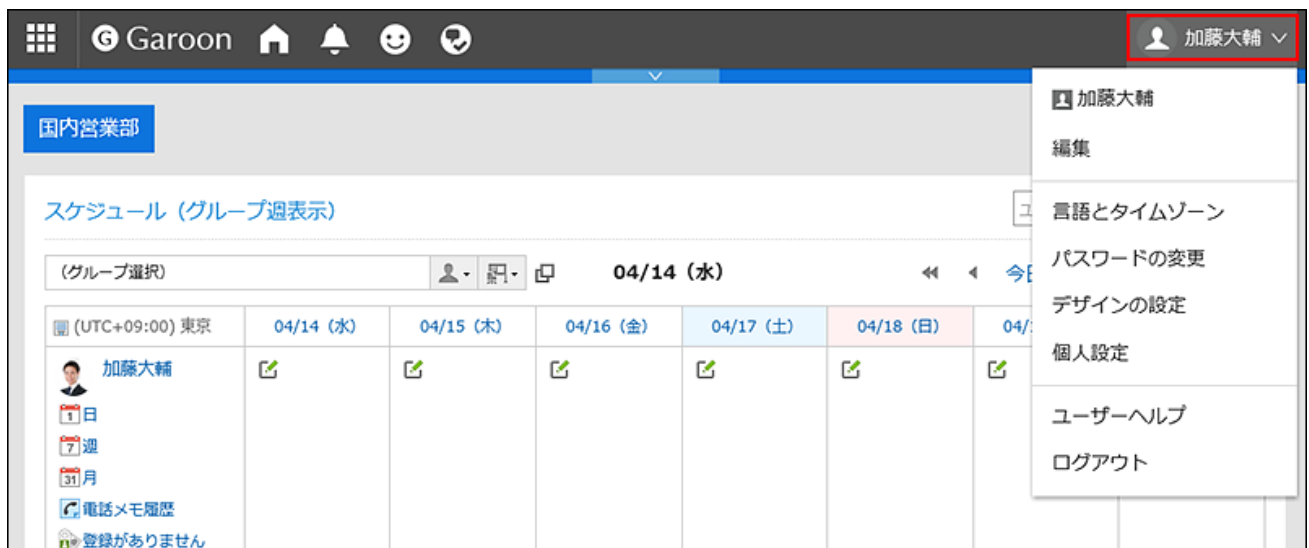 Garoon
加藤大輔
加藤大輔
編集
国内営業部
言語とタイムゾーン
パスワードの変更
デザインの設定
個人設定
ユーザーヘルプ
ログアウト
スケジュール（グループ週表示）
(グループ選択)
04/14（水）
(UTC+09:00) 東京
04/14（水）
04/15（木）
04/16（金）
04/17（土）
04/18（日）
04/
加藤大輔
日
週
月
電話メモ履歴
登録がありません